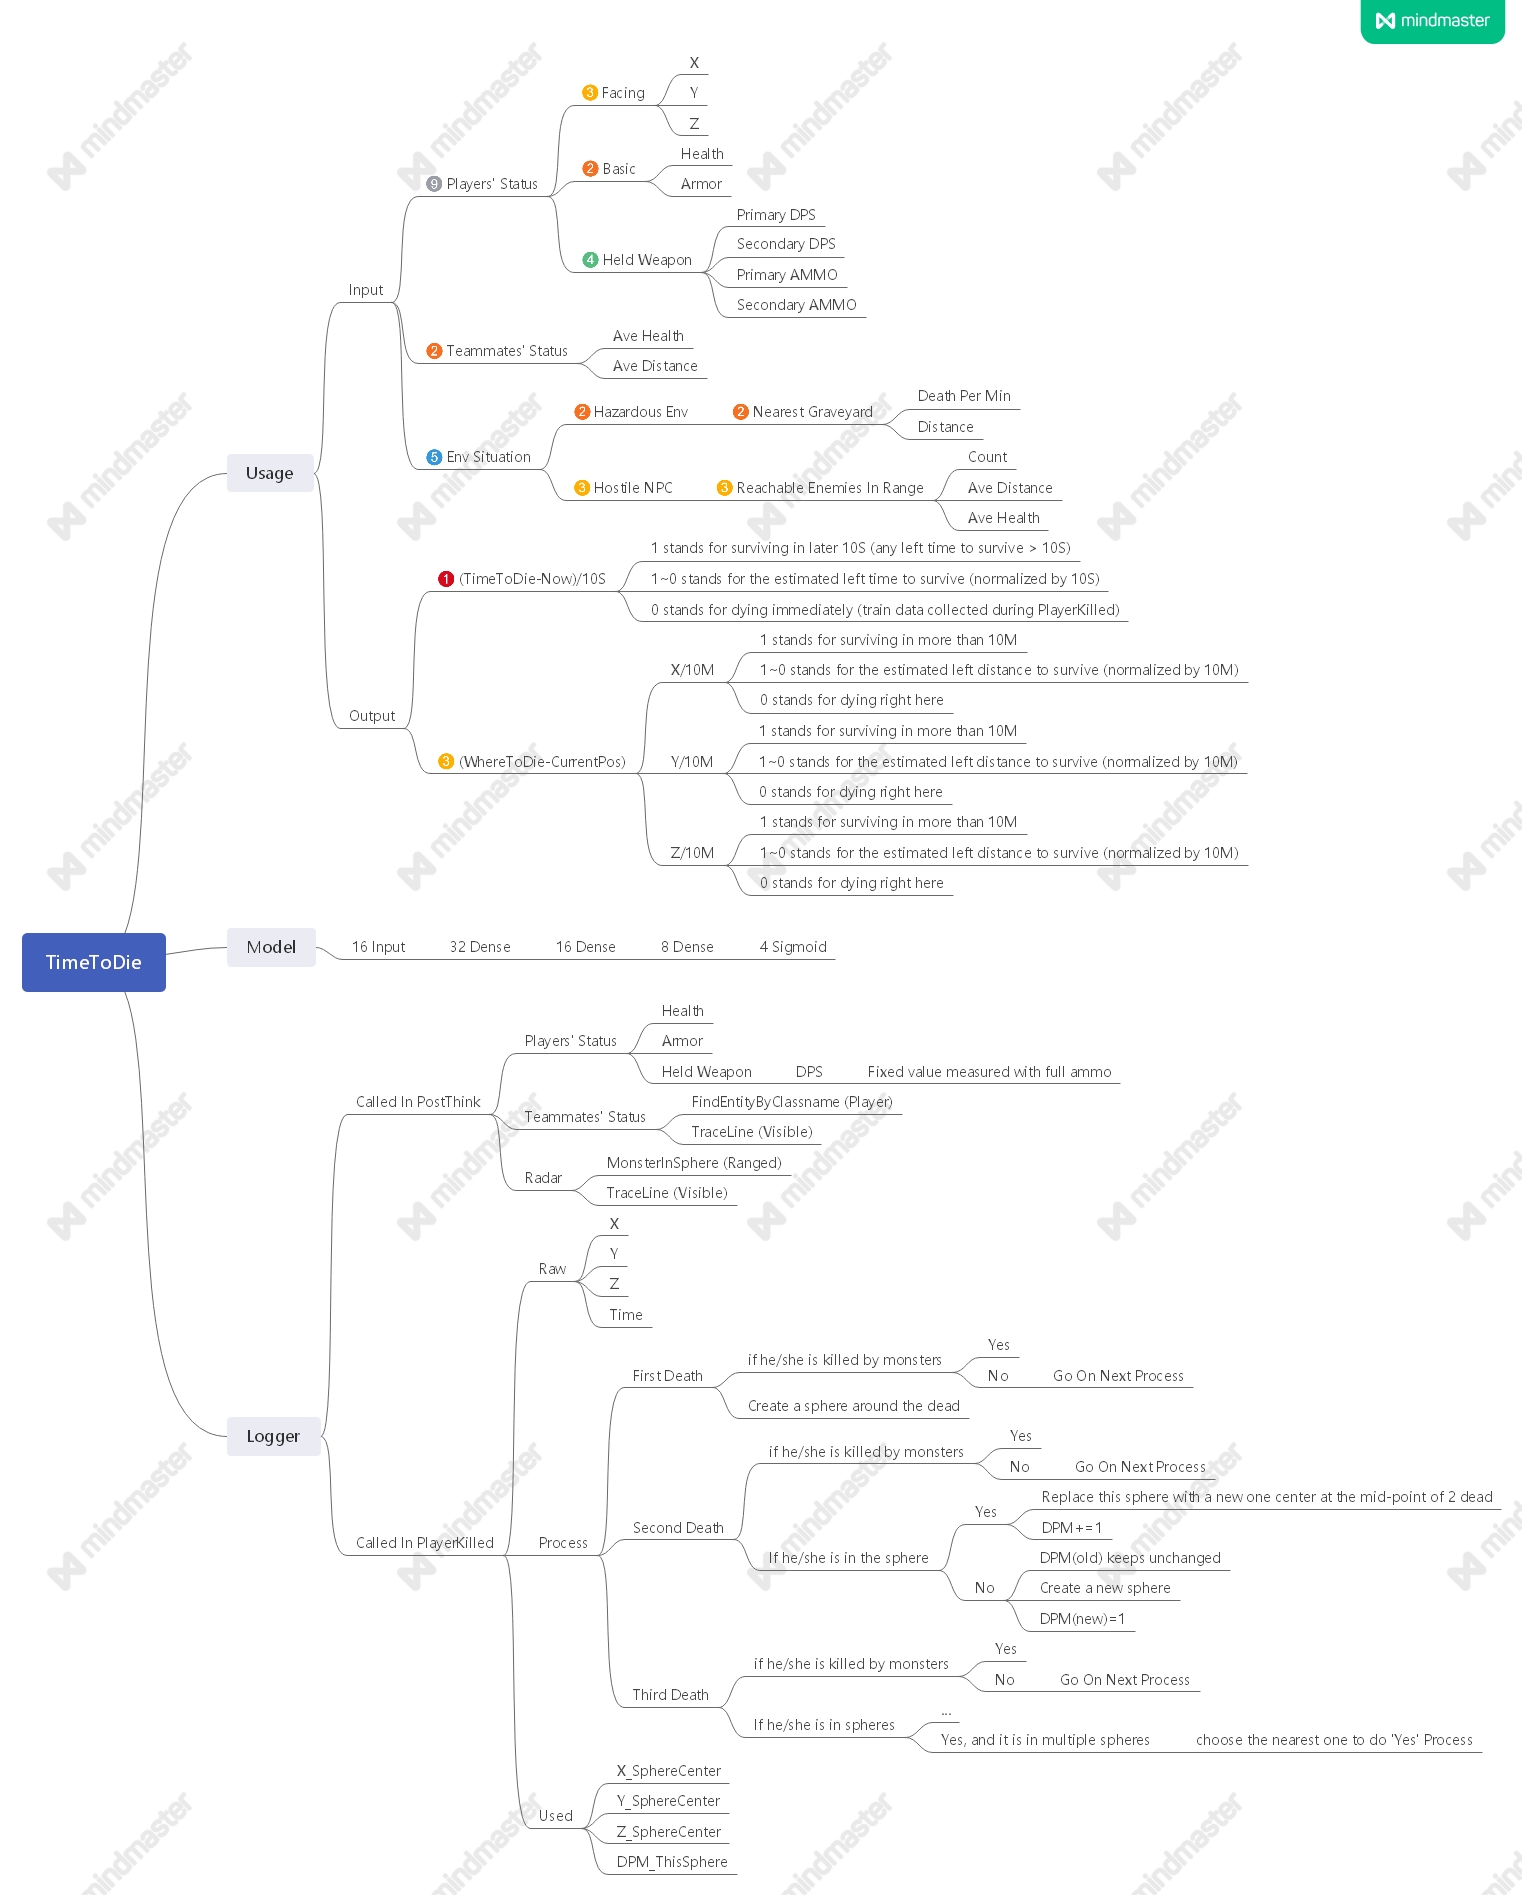 mindmaster
TimeToDie
Usage
Input
9 Players' Status
3 Facing
X
Y
Z
2 Basic
Health
Armor
4 Held Weapon
Primary DPS
Secondary DPS
Primary AMMO
Secondary AMMO
2 Teammates' Status
Ave Health
Ave Distance
5 Env Situation
2 Hazardous Env
2 Nearest Graveyard
Death Per Min
Distance
3 Hostile NPC
3 Reachable Enemies In Range
Count
Ave Distance
Ave Health
Output
1 (TimeToDie-Now)/10S
1 stands for surviving in later 10S (any left time to survive > 10S)
1~0 stands for the estimated left time to survive (normalized by 10S)
0 stands for dying immediately (train data collected during PlayerKilled)
3 (WhereToDie-CurrentPos)
X/10M
1 stands for surviving in more than 10M
1~0 stands for the estimated left distance to survive (normalized by 10M)
0 stands for dying right here
Y/10M
1 stands for surviving in more than 10M
1~0 stands for the estimated left distance to survive (normalized by 10M)
0 stands for dying right here
Z/10M
1 stands for surviving in more than 10M
1~0 stands for the estimated left distance to survive (normalized by 10M)
0 stands for dying right here
Model
16 Input
32 Dense
16 Dense
8 Dense
4 Sigmoid
Logger
Called In PostThink
Players' Status
Health
Armor
Held Weapon
DPS
Fixed value measured with full ammo
Teammates' Status
FindEntityByClassname (Player)
TraceLine (Visible)
Radar
MonsterInSphere (Ranged)
TraceLine (Visible)
Called In PlayerKilled
Raw
X
Y
Z
Time
Process
First Death
if he/she is killed by monsters
Yes
No
Go On Next Process
Create a sphere around the dead
Second Death
if he/she is killed by monsters
Yes
No
Go On Next Process
If he/she is in the sphere
Yes
Replace this sphere with a new one center at the mid-point of 2 dead
DPM+=1
No
DPM(old) keeps unchanged
Create a new sphere
DPM(new)=1
Third Death
if he/she is killed by monsters
Yes
No
Go On Next Process
If he/she is in spheres
...
Yes, and it is in multiple spheres
choose the nearest one to do 'Yes' Process
Used
X_SphereCenter
Y_SphereCenter
Z_SphereCenter
DPM_ThisSphere